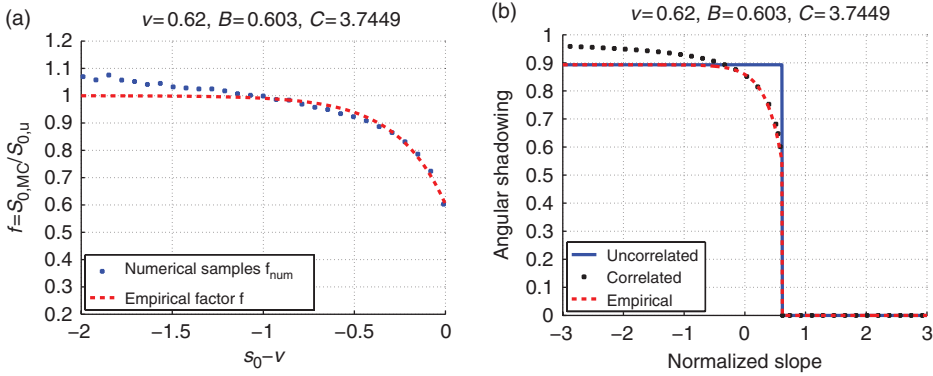 (a)
v=0.62, B=0.603, C=3.7449
1.2
1.1
1
0.9
0.8
0.7
0.6
0.5
0.4
0.3
0.2
f=S0,MC/S0,u
Numerical samples fnum
Empirical factor f
−2
−1.5
−1
−0.5
0
s0−v
(b)
v=0.62, B=0.603, C=3.7449
1
0.9
0.8
0.7
0.6
0.5
0.4
0.3
0.2
0.1
0
Angular shadowing
Uncorrelated
Correlated
Empirical
−3
−2
−1
0
1
2
3
Normalized slope